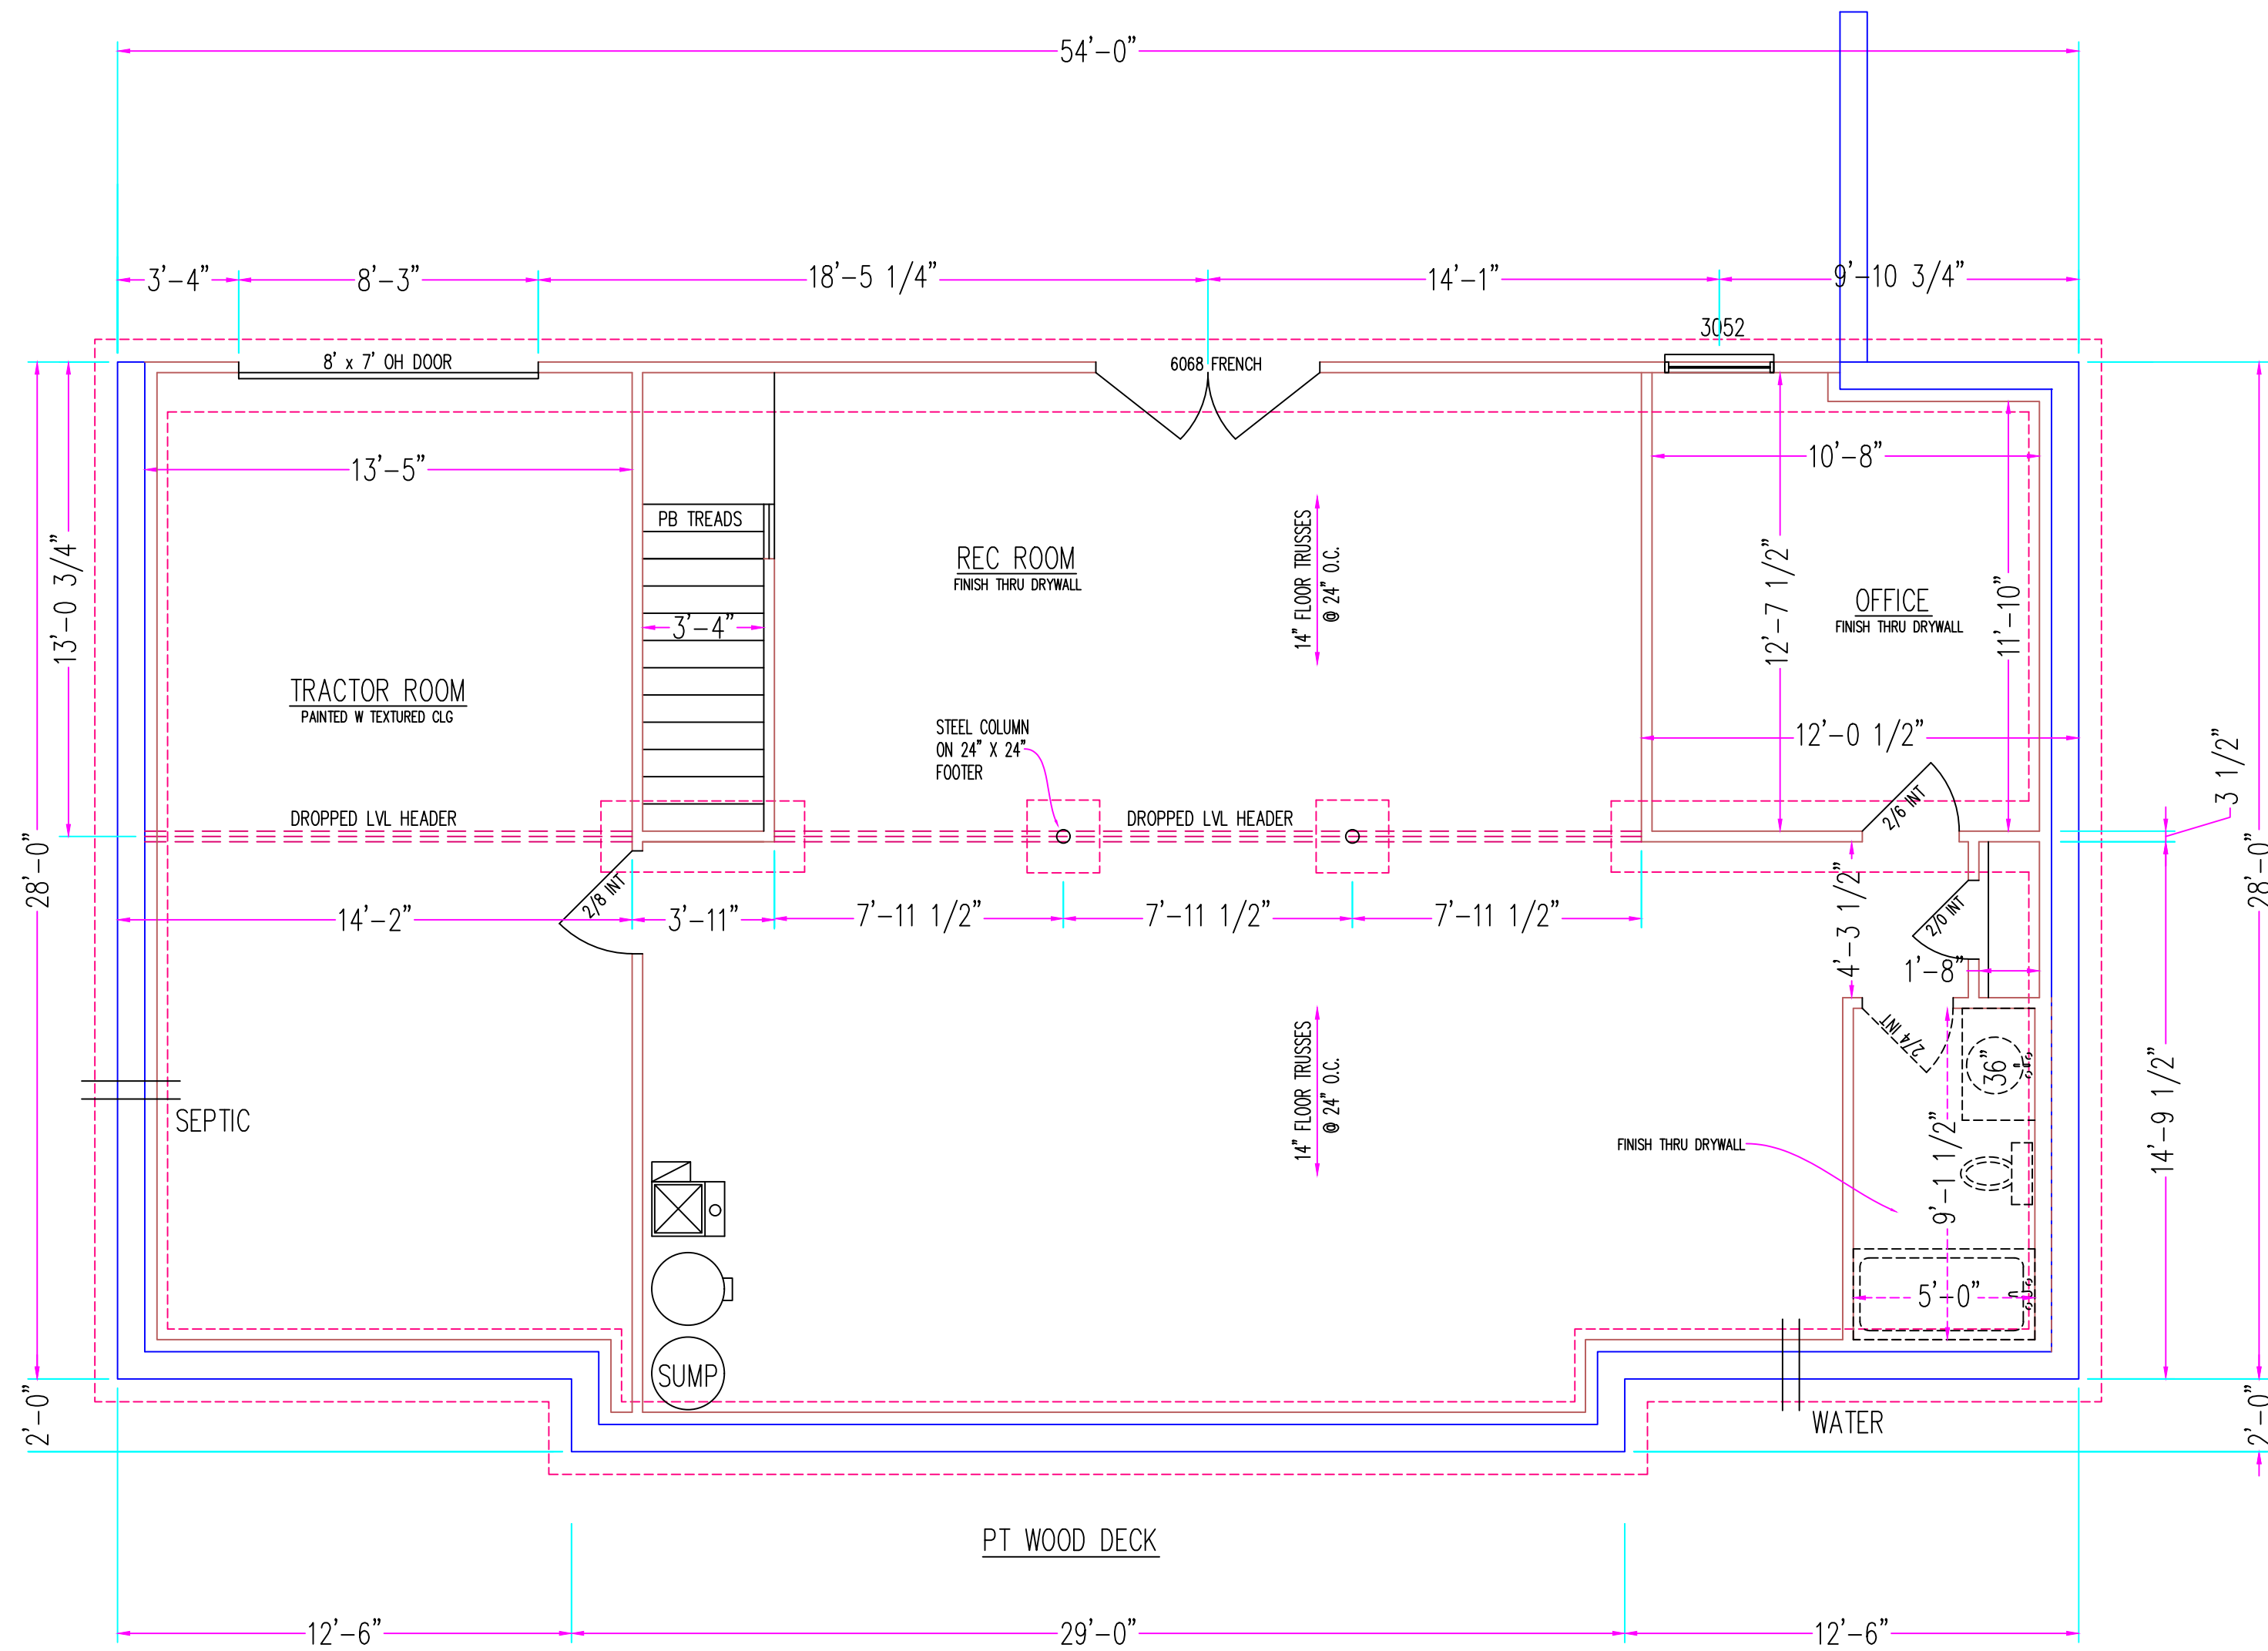 54'-0"
3'-4"
8'-3"
18'-5 1/4"
14'-1"
9'-10 3/4"
3052
8' x 7' OH DOOR
6068 FRENCH
13'-5"
10'-8"
PB TREADS
REC ROOM
FINISH THRU DRYWALL
14" FLOOR TRUSSES
@ 24" O.C.
12'-7 1/2"
11'-10"
OFFICE
FINISH THRU DRYWALL
13'-0 3/4"
3'-4"
TRACTOR ROOM
PAINTED W TEXTURED CLG
STEEL COLUMN
ON 24" X 24"
FOOTER
12'-0 1/2"
3 1/2"
DROPPED LVL HEADER
DROPPED LVL HEADER
2/6 INT
28'-0"
28'-0"
2/8 INT
14'-2"
3'-11"
7'-11 1/2"
7'-11 1/2"
7'-11 1/2"
4'-3 1/2"
2/0 INT
1'-8"
2/4 INT
36"
14" FLOOR TRUSSES
@ 24" O.C.
SEPTIC
FINISH THRU DRYWALL
9'-1 1/2"
14'-9 1/2"
5'-0"
SUMP
WATER
2'-0"
2'-0"
PT WOOD DECK
12'-6"
29'-0"
12'-6"